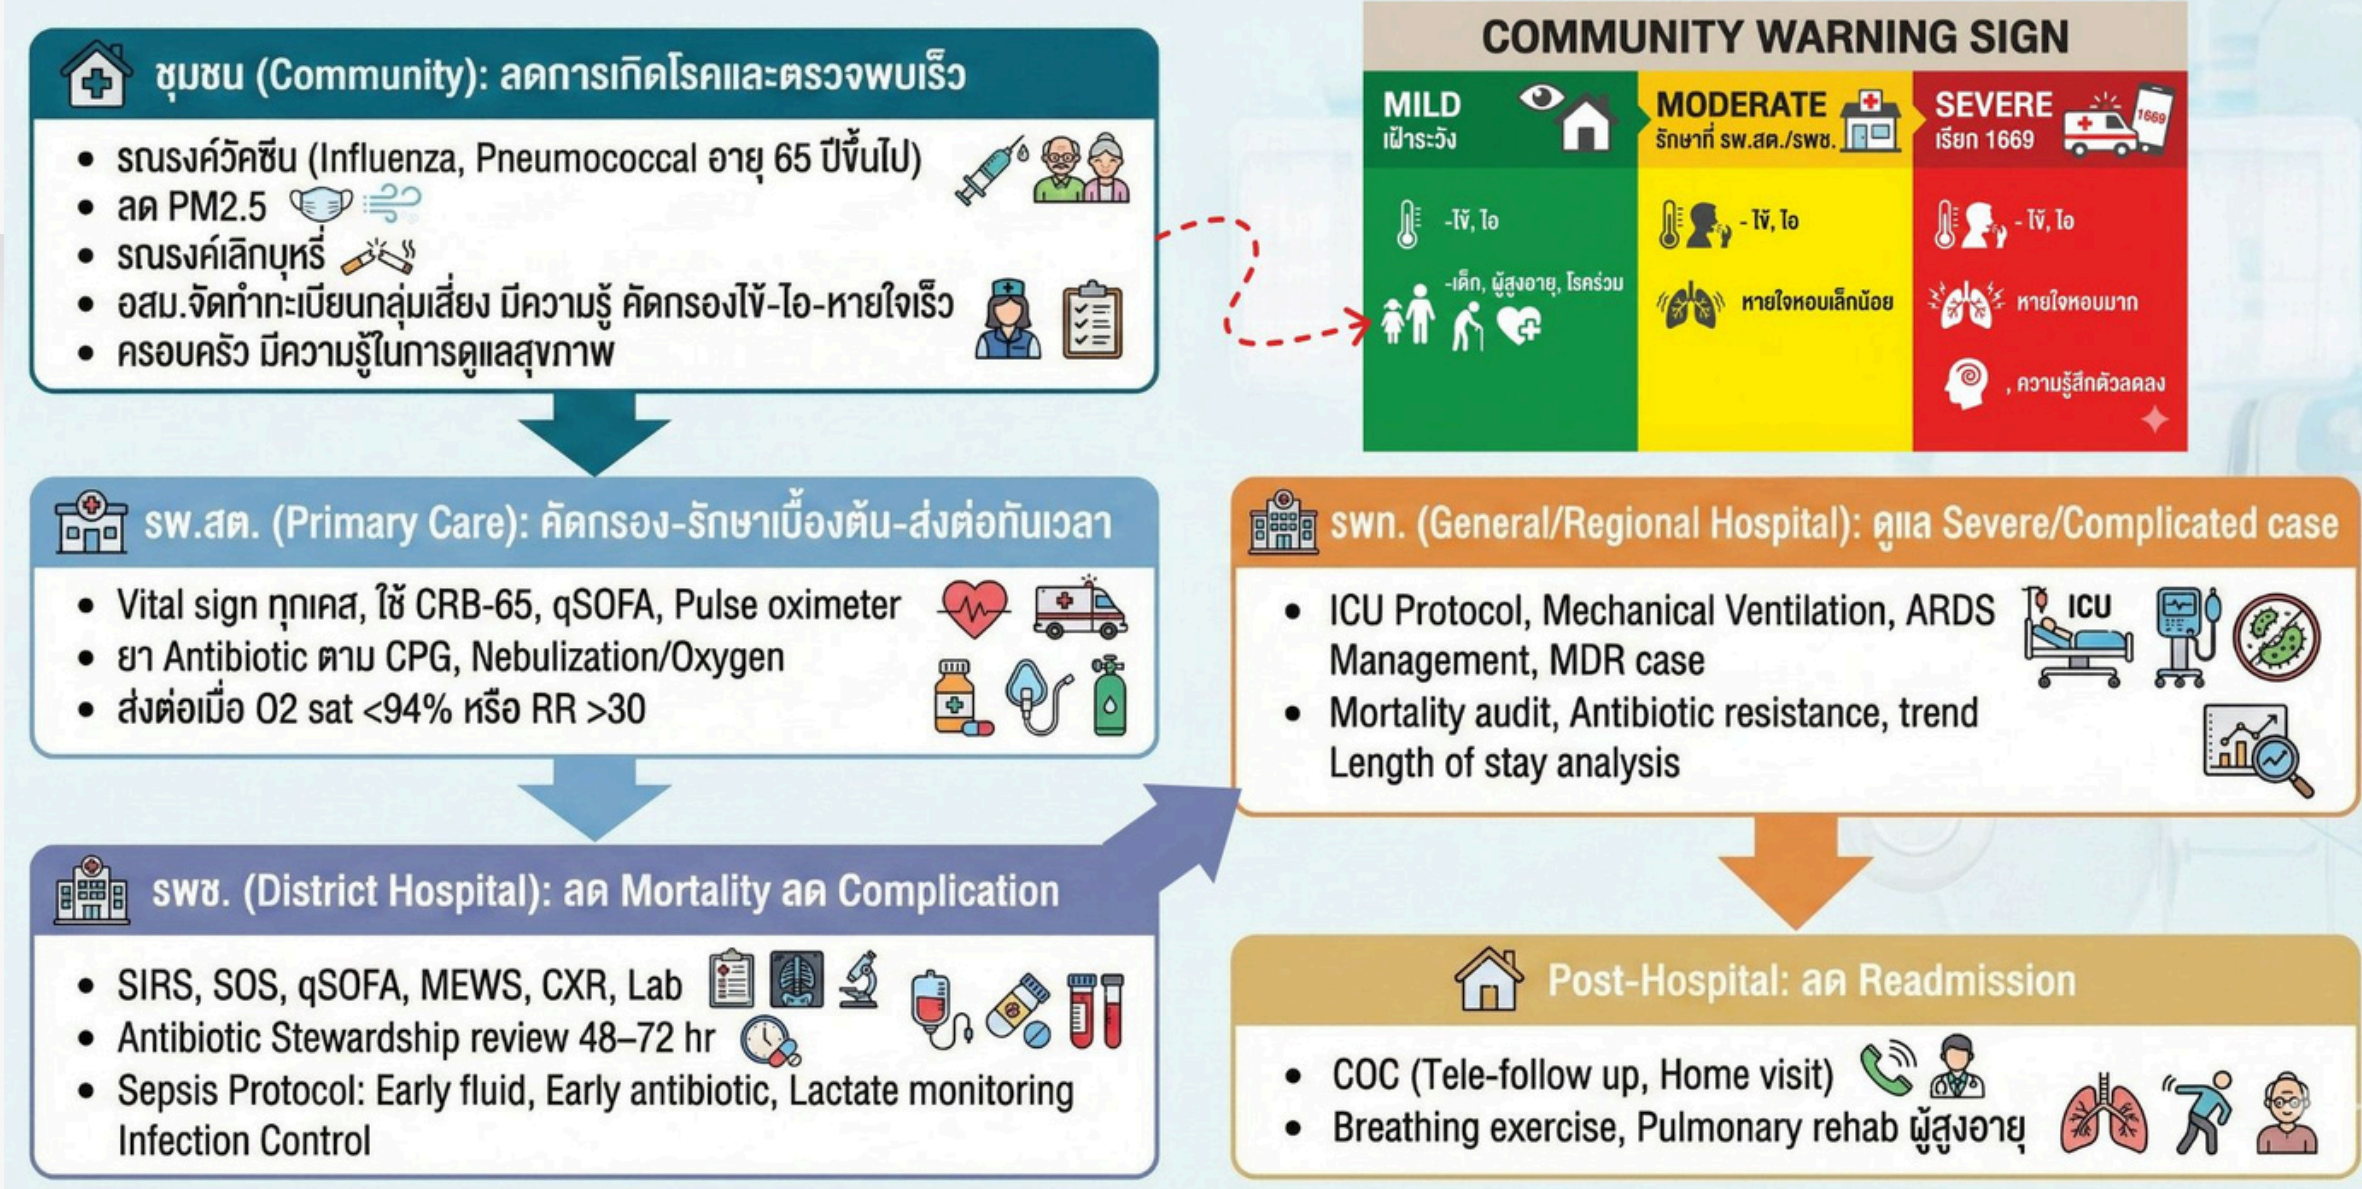 ชุมชน (Community): ลดการเกิดโรคและตรวจพบเร็ว
• รณรงค์วัคซีน (Influenza, Pneumococcal อายุ 65 ปีขึ้นไป)
• ลด PM2.5
• รณรงค์เลิกบุหรี่
• อสม.จัดทำทะเบียนกลุ่มเสี่ยง มีความรู้ คัดกรองไข้-ไอ-หายใจเร็ว
• ครอบครัว มีความรู้ในการดูแลสุขภาพ
COMMUNITY WARNING SIGN
MILD
เฝ้าระวัง
-ไข้, ไอ
-เด็ก, ผู้สูงอายุ, โรคร่วม
MODERATE
รักษาที่ รพ.สต./รพช.
- ไข้, ไอ
หายใจหอบเล็กน้อย
SEVERE
เรียก 1669
1669
- ไข้, ไอ
หายใจหอบมาก
, ความรู้สึกตัวลดลง
รพ.สต. (Primary Care): คัดกรอง-รักษาเบื้องต้น-ส่งต่อทันเวลา
• Vital sign ทุกเคส, ใช้ CRB-65, qSOFA, Pulse oximeter
• ยา Antibiotic ตาม CPG, Nebulization/Oxygen
• ส่งต่อเมื่อ O2 sat <94% หรือ RR >30
รพช. (District Hospital): ลด Mortality ลด Complication
• SIRS, SOS, qSOFA, MEWS, CXR, Lab
• Antibiotic Stewardship review 48–72 hr
• Sepsis Protocol: Early fluid, Early antibiotic, Lactate monitoring
Infection Control
รพท. (General/Regional Hospital): ดูแล Severe/Complicated case
• ICU Protocol, Mechanical Ventilation, ARDS
Management, MDR case
ICU
• Mortality audit, Antibiotic resistance, trend
Length of stay analysis
Post-Hospital: ลด Readmission
• COC (Tele-follow up, Home visit)
• Breathing exercise, Pulmonary rehab ผู้สูงอายุ